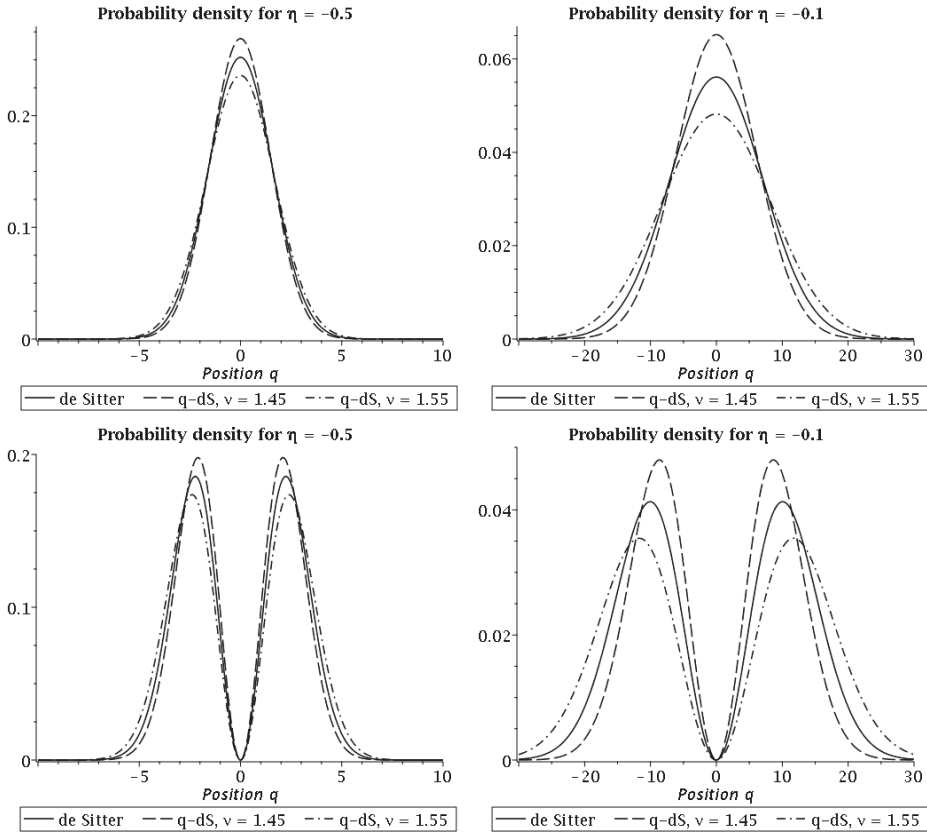 Probability density for η = −0.5
0.2
0.1
0
−5 0 5 10
Position q
de Sitter q−dS, ν = 1.45 q−dS, ν = 1.55
Probability density for η = −0.1
0.06
0.04
0.02
0
−20 −10 0 10 20 30
Position q
de Sitter q−dS, ν = 1.45 q−dS, ν = 1.55
Probability density for η = −0.5
0.2
0.1
0
−5 0 5 10
Position q
de Sitter q−dS, ν = 1.45 q−dS, ν = 1.55
Probability density for η = −0.1
0.04
0.02
0
−20 −10 0 10 20 30
Position q
de Sitter q−dS, ν = 1.45 q−dS, ν = 1.55